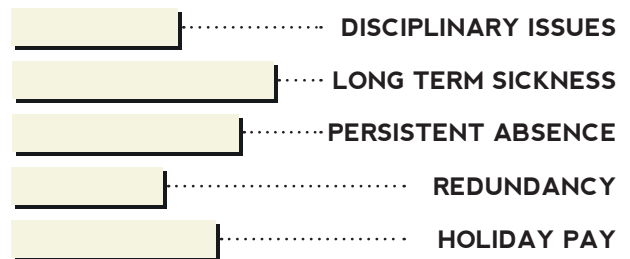 DISCIPLINARY ISSUES
LONG TERM SICKNESS
PERSISTENT ABSENCE
REDUNDANCY
HOLIDAY PAY